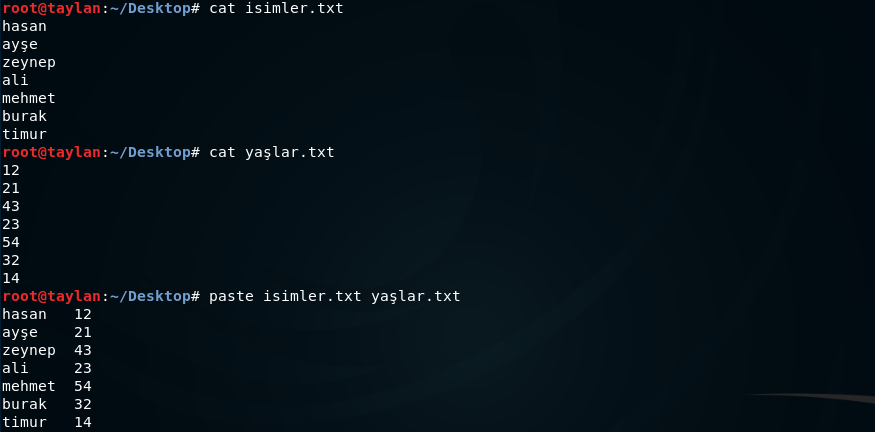 root@taylan:~/Desktop# cat isimler.txt
hasan
ayşe
zeynep
ali
mehmet
burak
timur
root@taylan:~/Desktop# cat yaşlar.txt
12
21
43
23
54
32
14
root@taylan:~/Desktop# paste isimler.txt yaşlar.txt
hasan   12
ayşe    21
zeynep  43
ali     23
mehmet  54
burak   32
timur   14